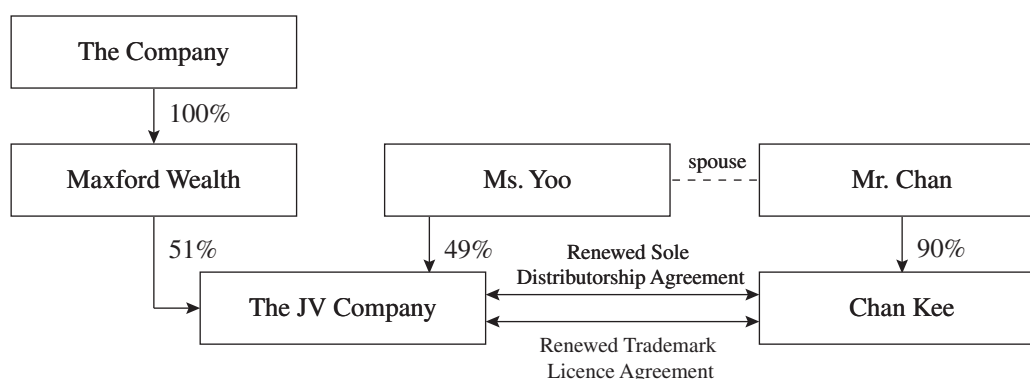 The Company
100%
Maxford Wealth
Ms. Yoo
spouse
Mr. Chan
51%
49%
Renewed Sole
Distributorship Agreement
90%
The JV Company
Chan Kee
Renewed Trademark
Licence Agreement